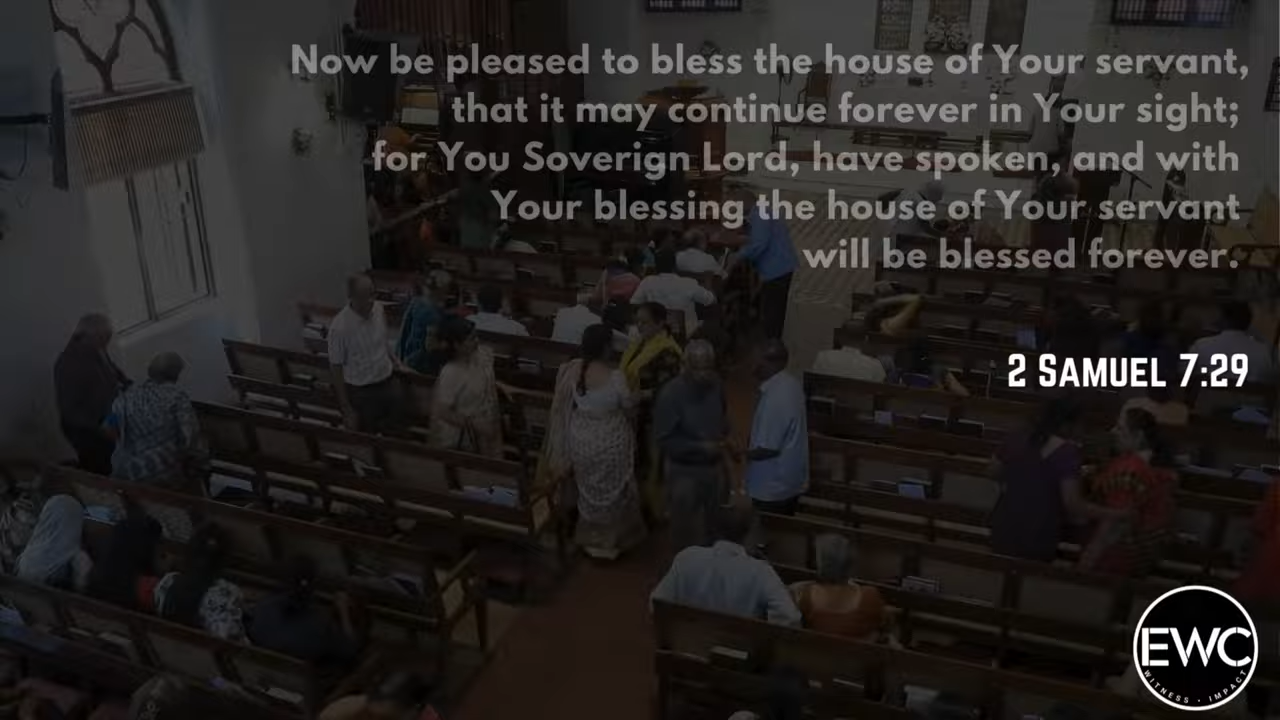 Now be pleased to bless the house of Your servant,
that it may continue forever in Your sight;
for You Soverign Lord, have spoken, and with
Your blessing the house of Your servant
will be blessed forever.
2 SAMUEL 7:29
EWC
WITNESS · IMPACT